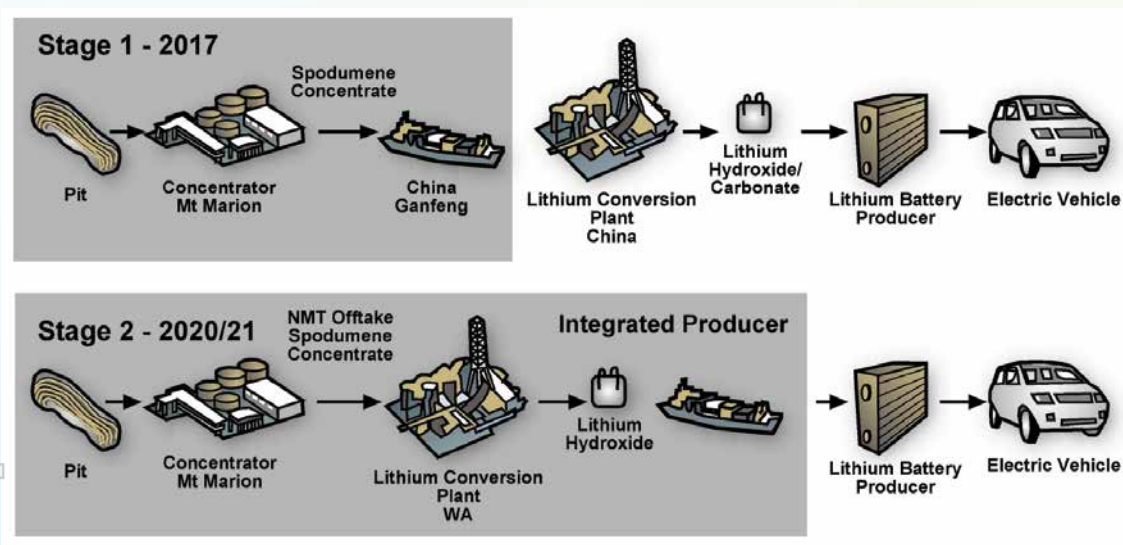 Stage 1 - 2017
Spodumene
Concentrate
Pit
Concentrator
Mt Marion
China
Ganfeng
Lithium Conversion
Plant
China
Lithium
Hydroxide/
Carbonate
Lithium Battery
Producer
Electric Vehicle
Stage 2 - 2020/21
NMT Offtake
Spodumene
Concentrate
Integrated Producer
Pit
Concentrator
Mt Marion
Lithium Conversion
Plant
WA
Lithium
Hydroxide
Lithium Battery
Producer
Electric Vehicle